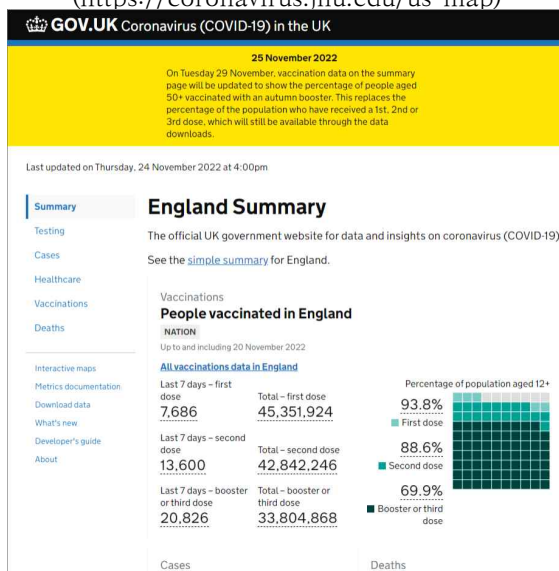 (https://coronavirus.jhu.edu/us-map)
GOV.UK Coronavirus (COVID-19) in the UK
25 November 2022
On Tuesday 29 November, vaccination data on the summary
page will be updated to show the percentage of people aged
50+ vaccinated with an autumn booster. This replaces the
percentage of the population who have received a 1st, 2nd or
3rd dose, which will still be available through the data
downloads.
Last updated on Thursday, 24 November 2022 at 4:00pm
Summary
Testing
Cases
Healthcare
Vaccinations
Deaths
Interactive maps
Metrics documentation
Download data
What's new
Developer's guide
About
England Summary
The official UK government website for data and insights on coronavirus (COVID-19)
See the simple summary for England.
Vaccinations
People vaccinated in England
NATION
Up to and including 20 November 2022
All vaccinations data in England
Last 7 days – first
dose
7,686
Total – first dose
45,351,924
Last 7 days – second
dose
13,600
Total – second dose
42,842,246
Last 7 days – booster
or third dose
20,826
Total – booster or
third dose
33,804,868
Percentage of population aged 12+
93.8%
First dose
88.6%
Second dose
69.9%
Booster or third
dose
Cases
Deaths